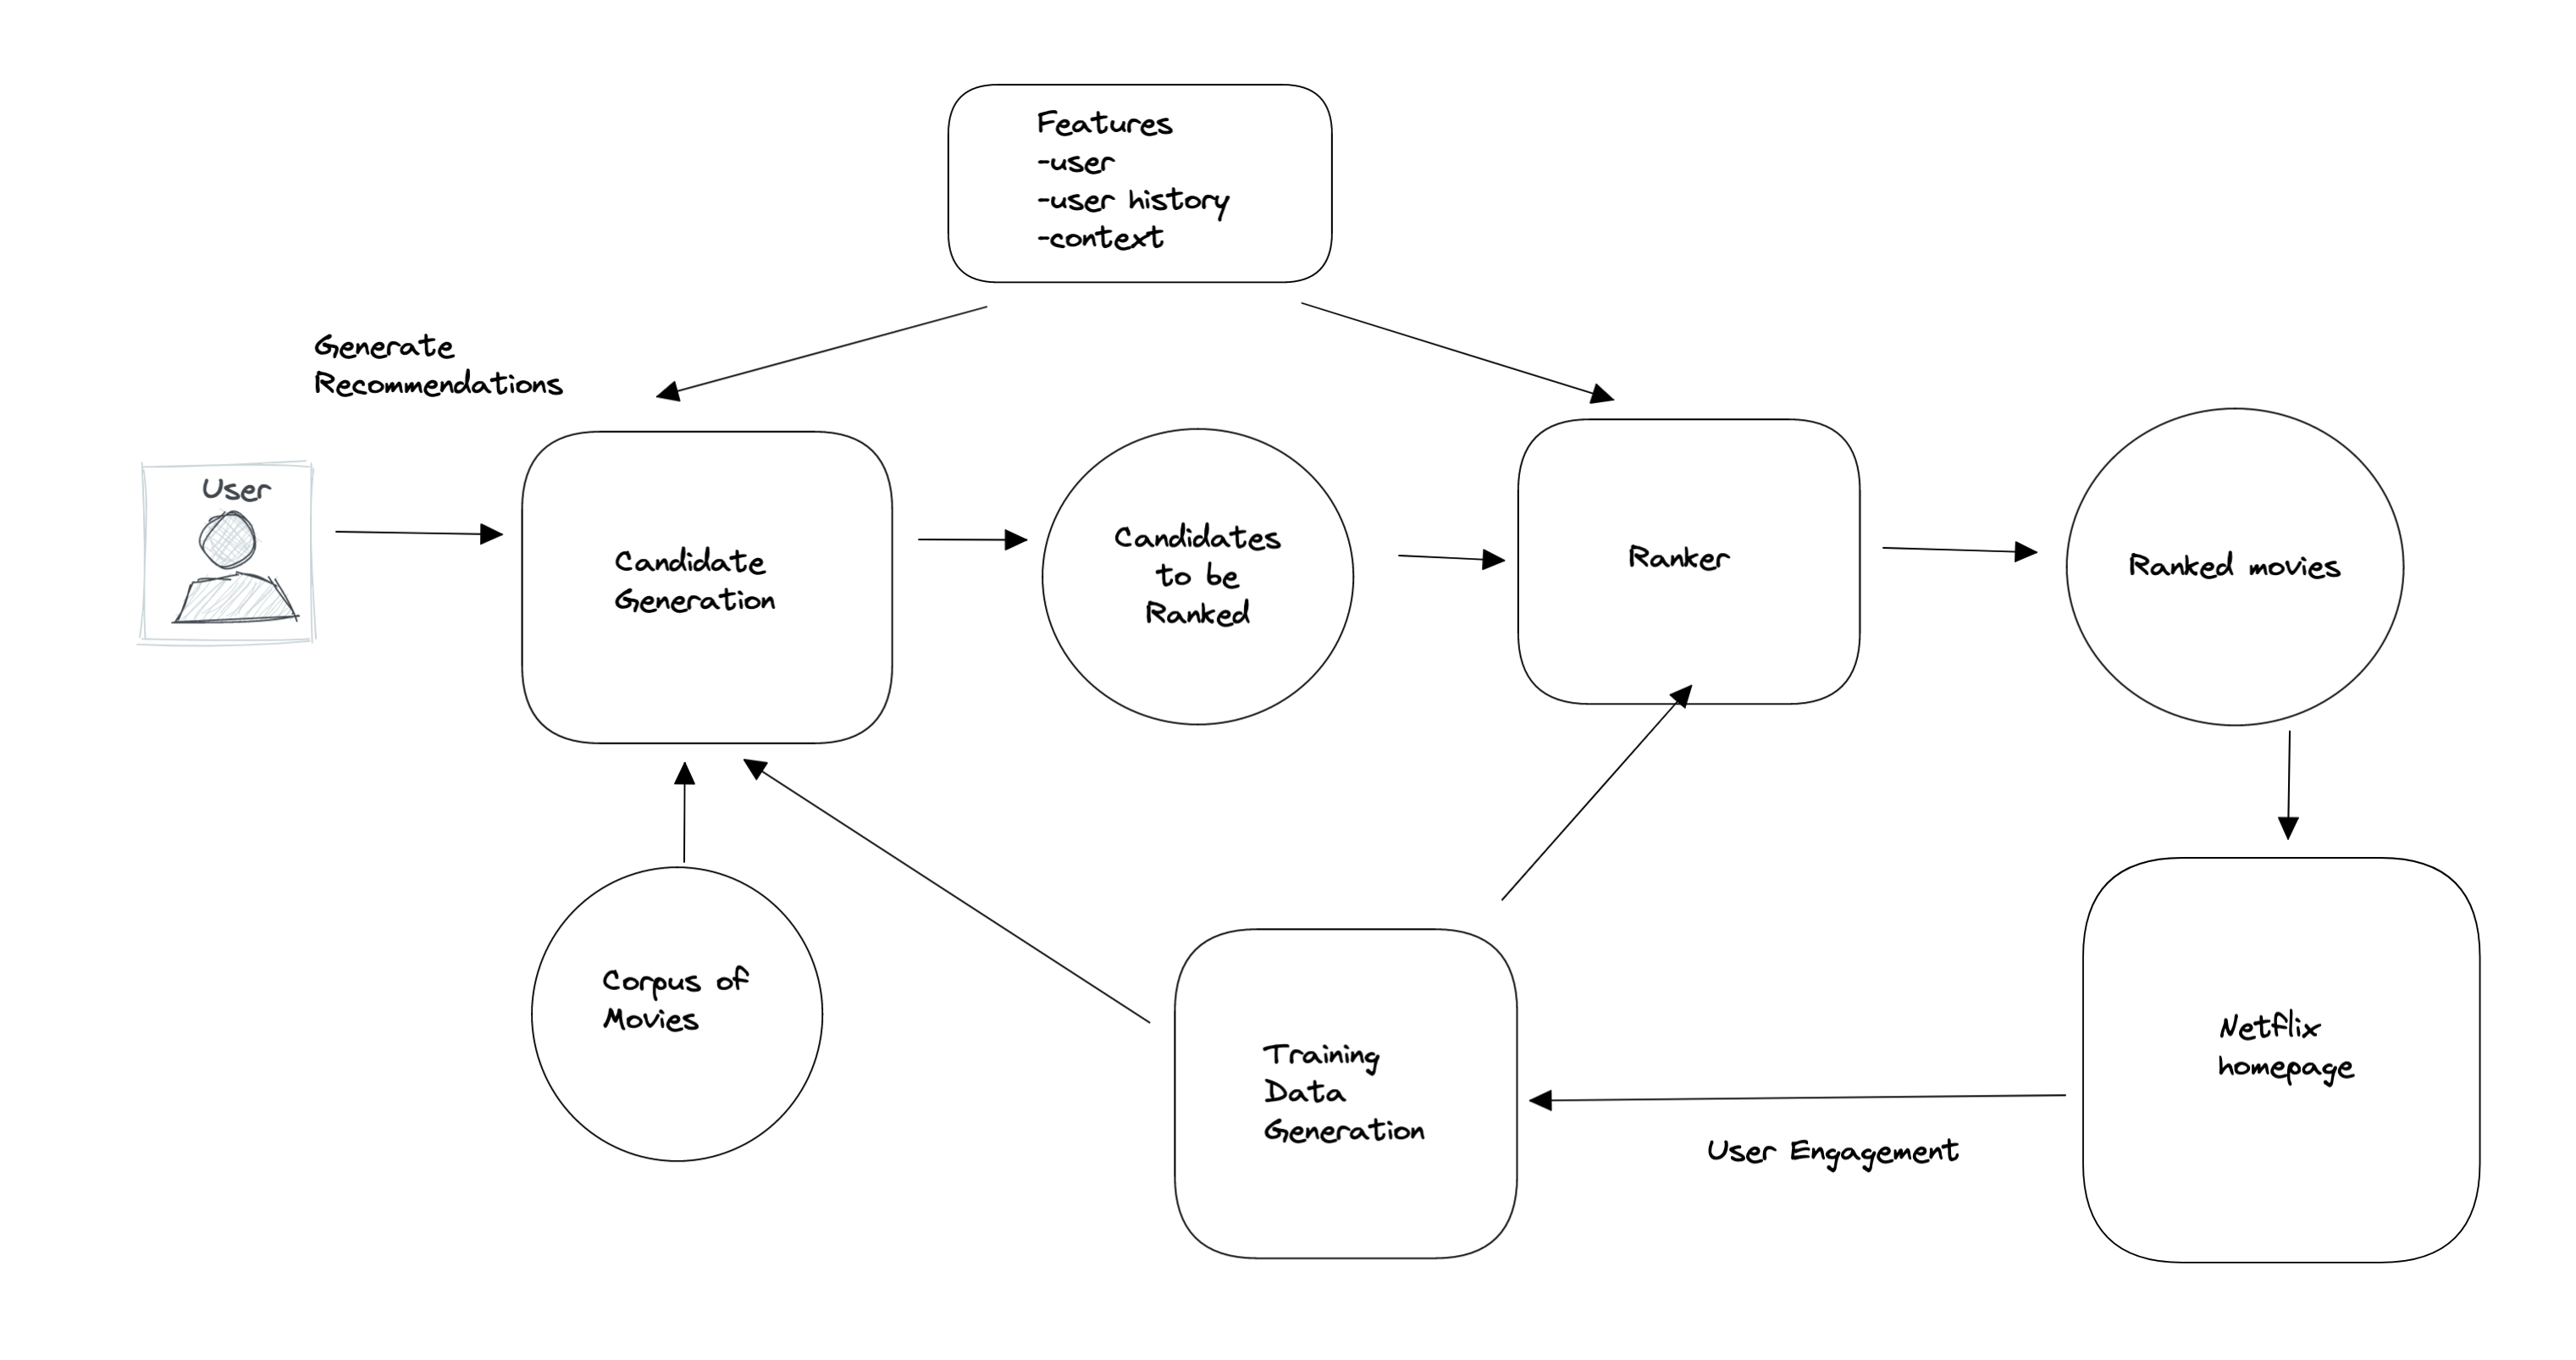 Features
-user
-user history
-context
Generate
Recommendations
User
Candidate
Generation
Candidates
to be
Ranked
Ranker
Ranked movies
Corpus of
Movies
Training
Data
Generation
User Engagement
Netflix
homepage